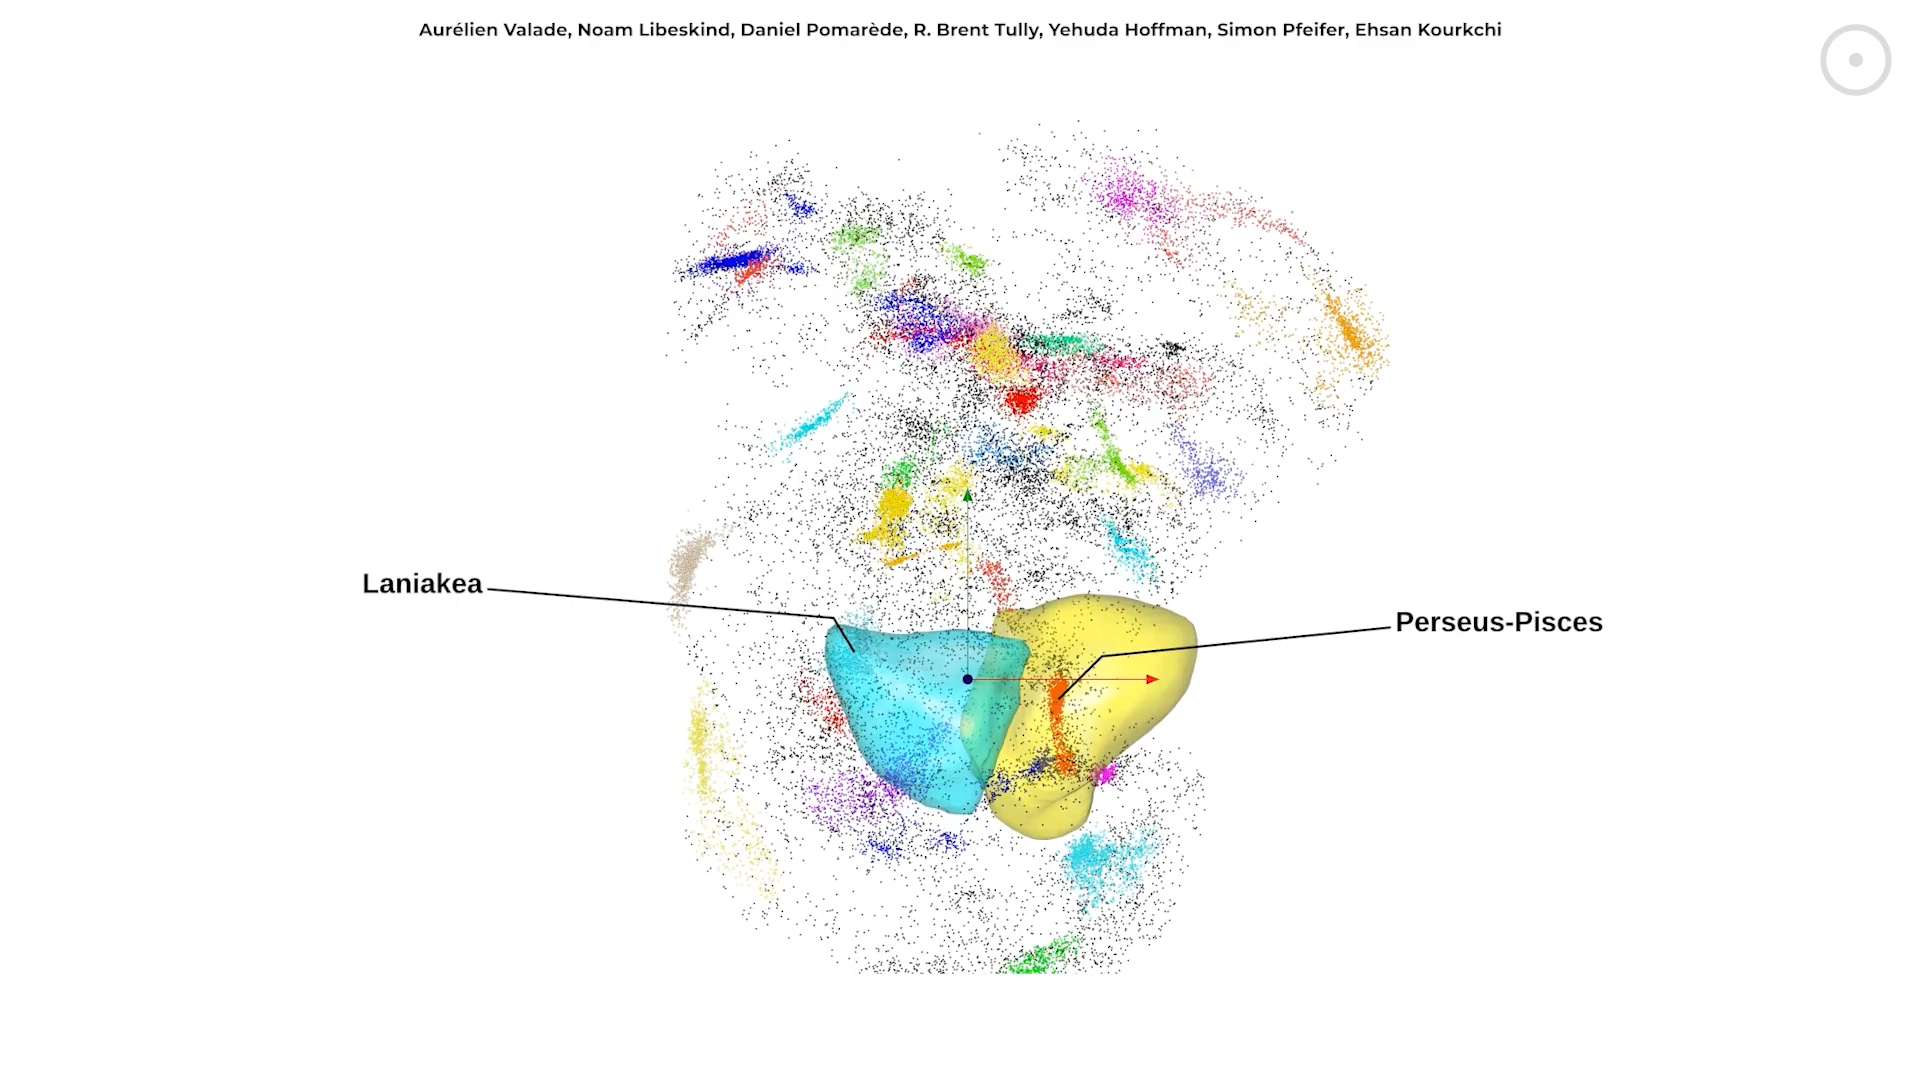 Aurélien Valade, Noam Libeskind, Daniel Pomarède, R. Brent Tully, Yehuda Hoffman, Simon Pfeifer, Ehsan Kourkchi
Laniakea
Perseus-Pisces